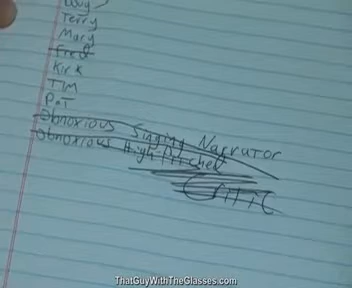 Terry
Mary
Fred
Kirk
Tim
Pat
Obnoxious Singing Narrator
Obnoxious High-Pitched
Critic
ThatGuyWithTheGlasses.com